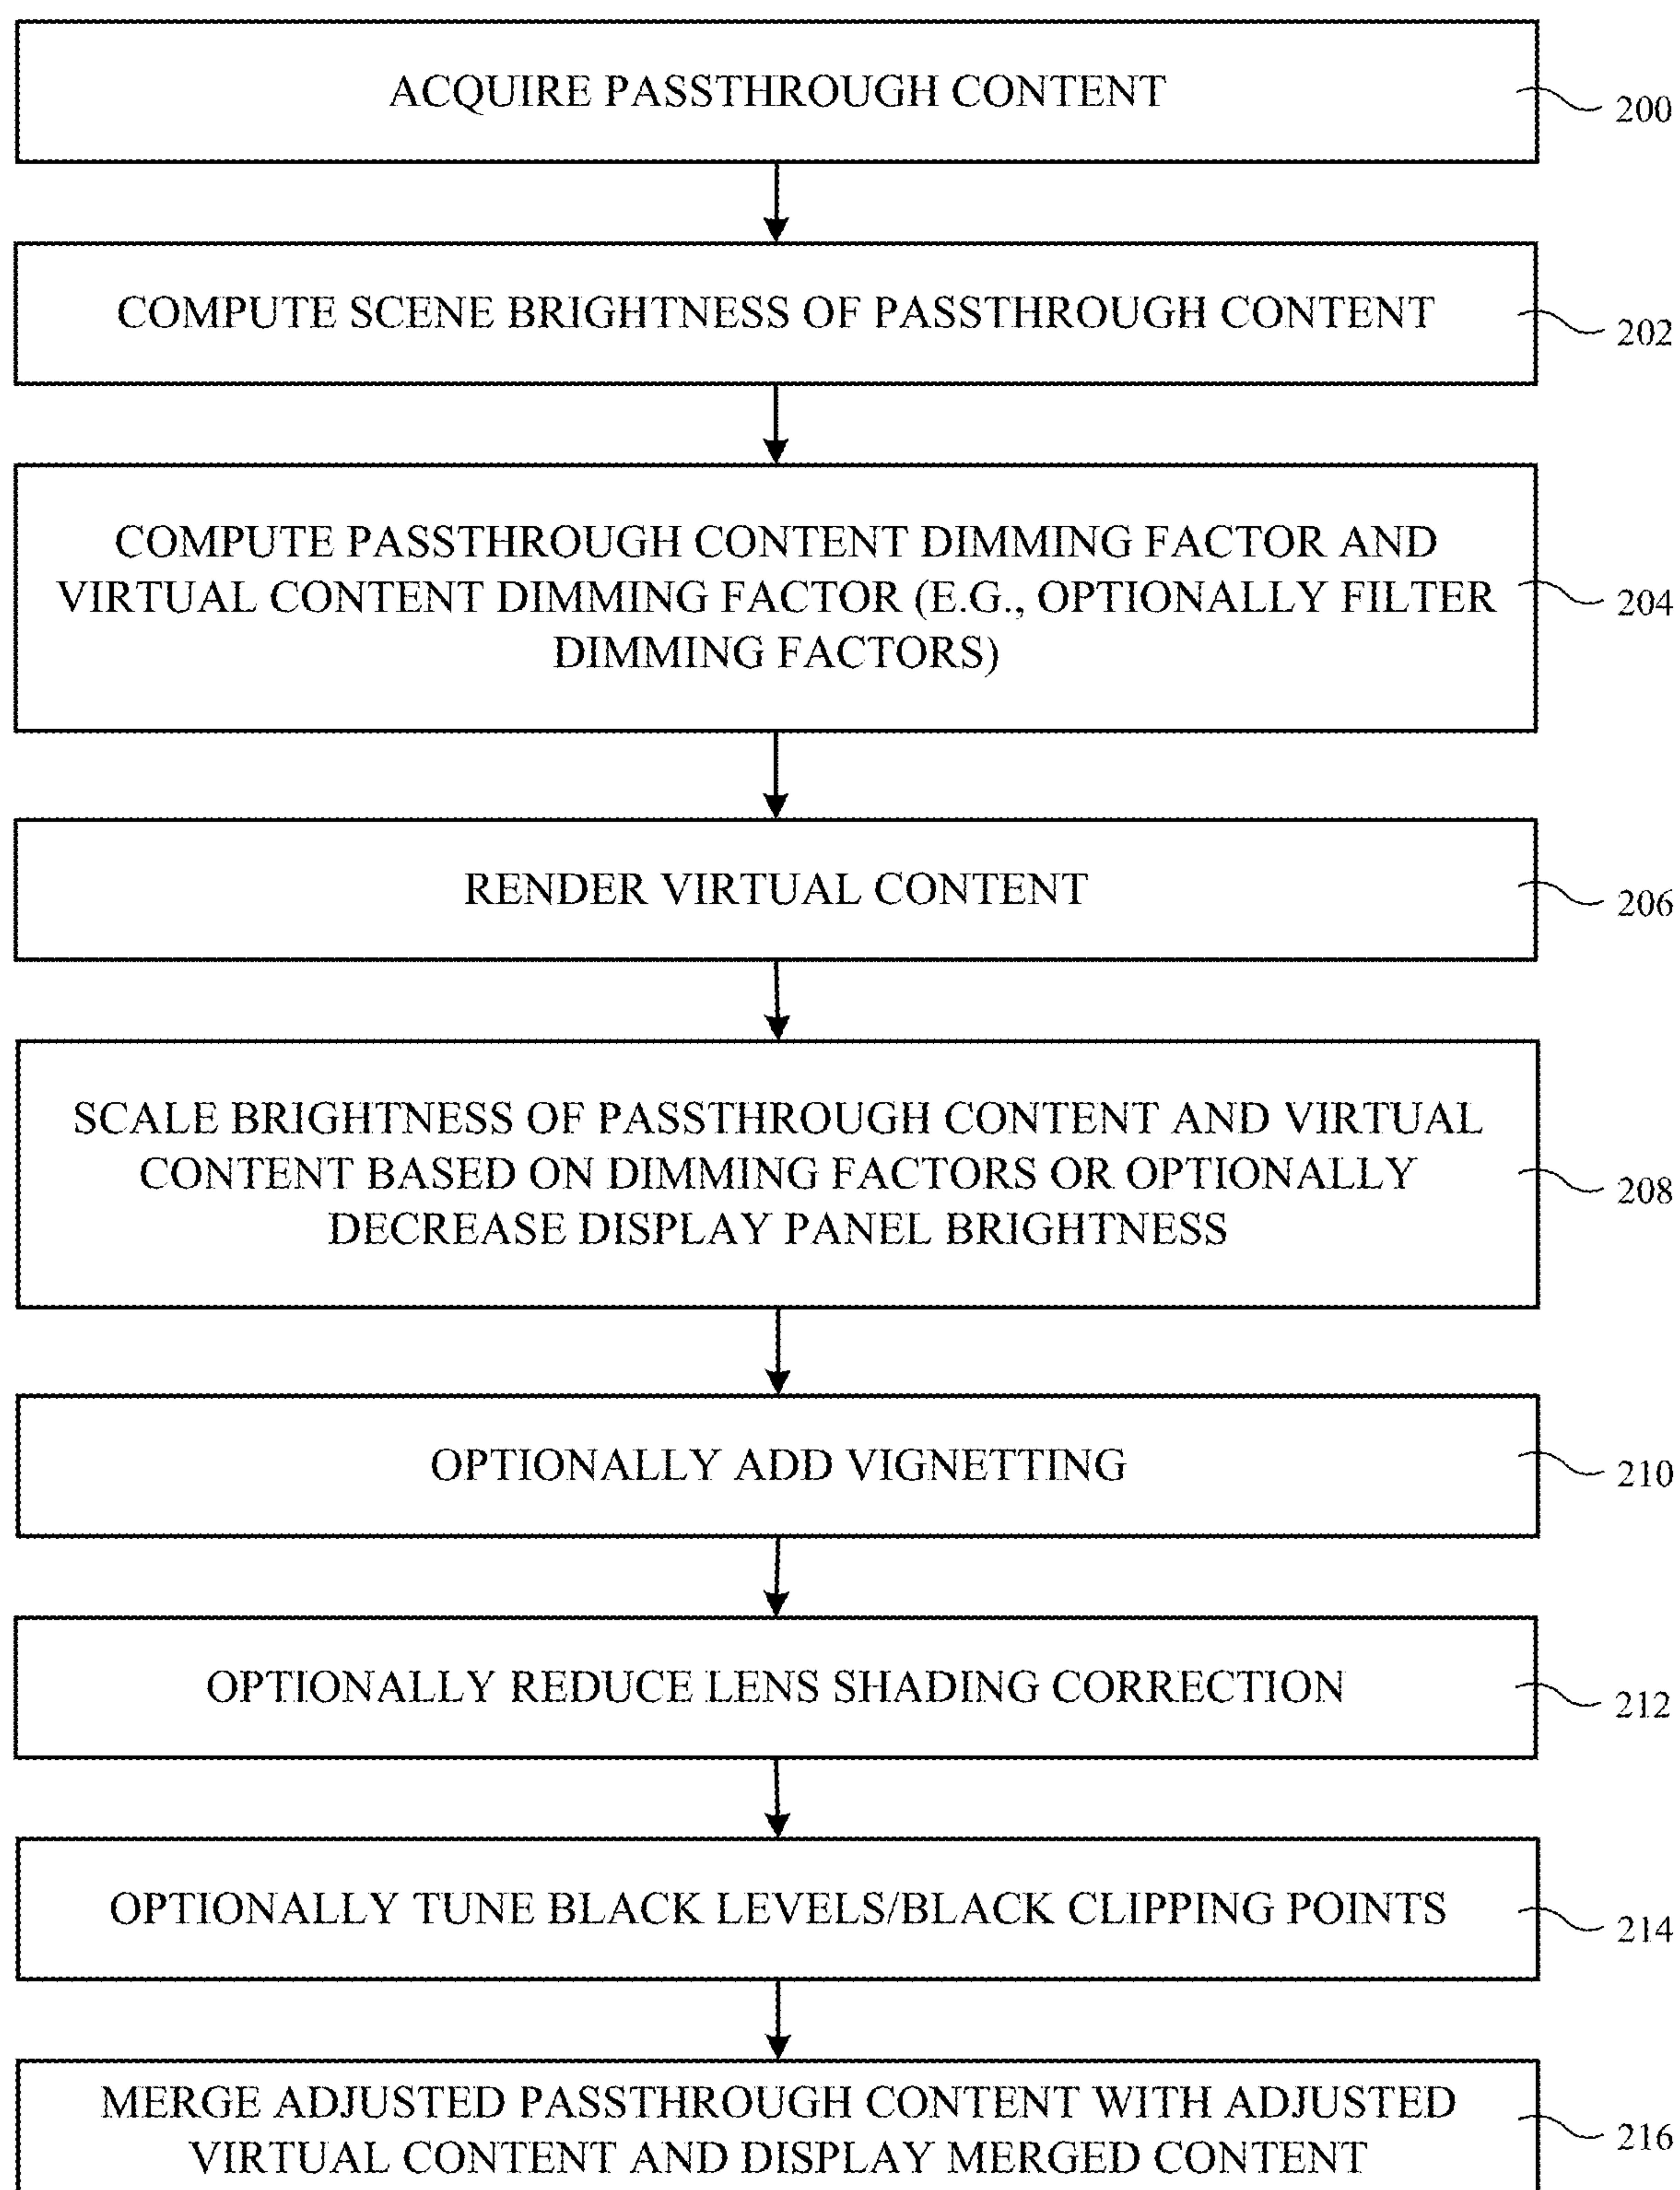 ACQUIRE PASSTHROUGH CONTENT
200
COMPUTE SCENE BRIGHTNESS OF PASSTHROUGH CONTENT
202
COMPUTE PASSTHROUGH CONTENT DIMMING FACTOR AND
VIRTUAL CONTENT DIMMING FACTOR (E.G., OPTIONALLY FILTER
DIMMING FACTORS)
204
RENDER VIRTUAL CONTENT
206
SCALE BRIGHTNESS OF PASSTHROUGH CONTENT AND VIRTUAL
CONTENT BASED ON DIMMING FACTORS OR OPTIONALLY
DECREASE DISPLAY PANEL BRIGHTNESS
208
OPTIONALLY ADD VIGNETTING
210
OPTIONALLY REDUCE LENS SHADING CORRECTION
212
OPTIONALLY TUNE BLACK LEVELS/BLACK CLIPPING POINTS
214
MERGE ADJUSTED PASSTHROUGH CONTENT WITH ADJUSTED
VIRTUAL CONTENT AND DISPLAY MERGED CONTENT
216